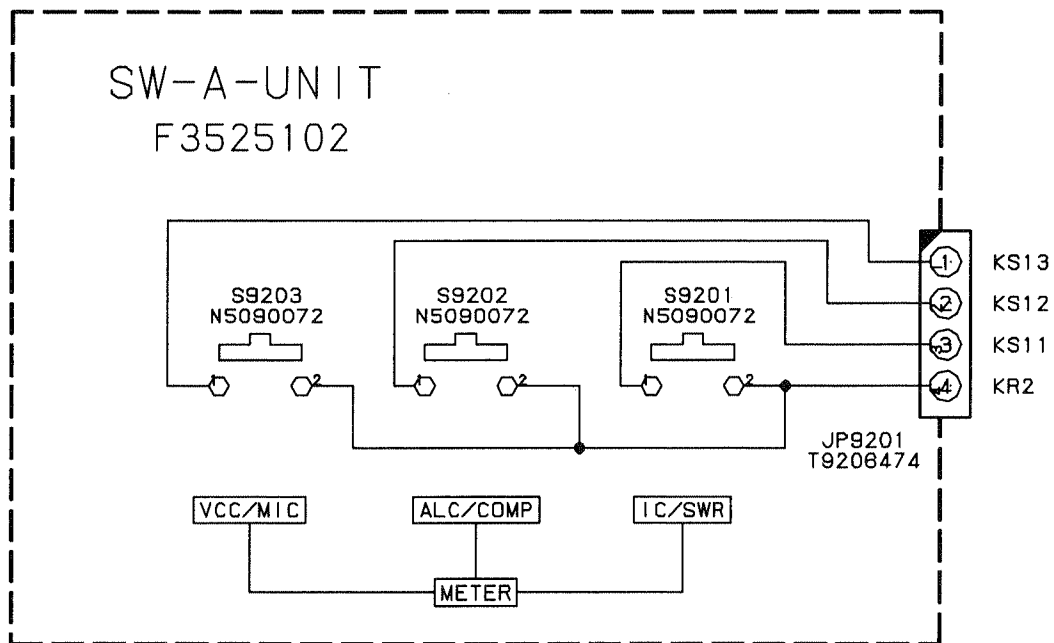 SW-A-UNIT
F3525102
1 KS13
2 KS12
3 KS11
4 KR2
S9203
N5090072
S9202
N5090072
S9201
N5090072
1 2
1 2
1 2
JP9201
T9206474
VCC/MIC
ALC/COMP
IC/SWR
METER